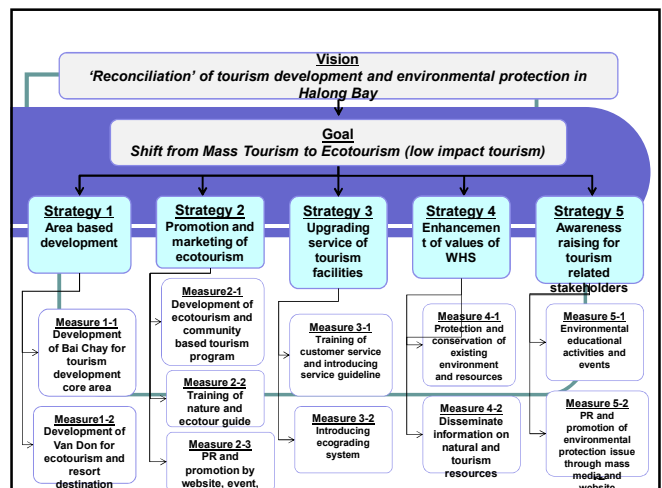 Vision
‘Reconciliation’ of tourism development and environmental protection in
Halong Bay
Goal
Shift from Mass Tourism to Ecotourism (low impact tourism)
Strategy 1
Area based
development
Strategy 2
Promotion and
marketing of
ecotourism
Strategy 3
Upgrading
service of
tourism
facilities
Strategy 4
Enhancemen
t of values of
WHS
Strategy 5
Awareness
raising for
tourism
related
stakeholders
Measure 1-1
Development
of Bai Chay for
tourism
development
core area
Measure1-2
Development of
Van Don for
ecotourism and
resort
destination
Measure2-1
Development of
ecotourism and
community
based tourism
program
Measure 2-2
Training of
nature and
ecotour guide
Measure 2-3
PR and
promotion by
website, event,
Measure 3-1
Training of
customer service
and introducing
service guideline
Measure 3-2
Introducing
ecograding
system
Measure 4-1
Protection and
conservation of
existing
environment
and resources
Measure 4-2
Disseminate
information on
natural and
tourism
resources
Measure 5-1
Environmental
educational
activities and
events
Measure 5-2
PR and
promotion of
environmental
protection issue
through mass
media and
website